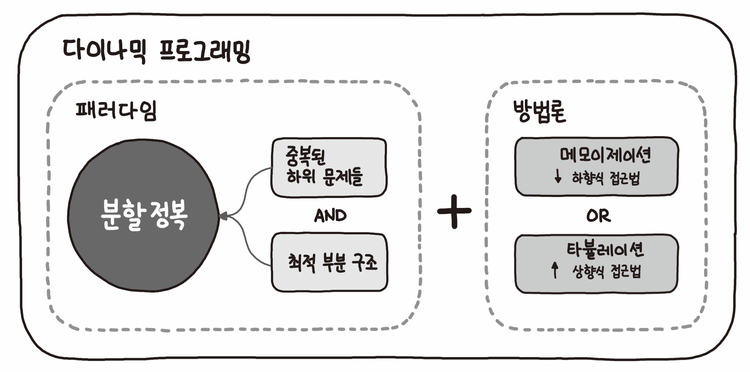 다이나믹 프로그래밍
패러다임
분할 정복
중복된
하위 문제들
AND
최적 부분 구조
+
방법론
메모이제이션
↓ 하향식 접근법
OR
타뷸레이션
↑ 상향식 접근법